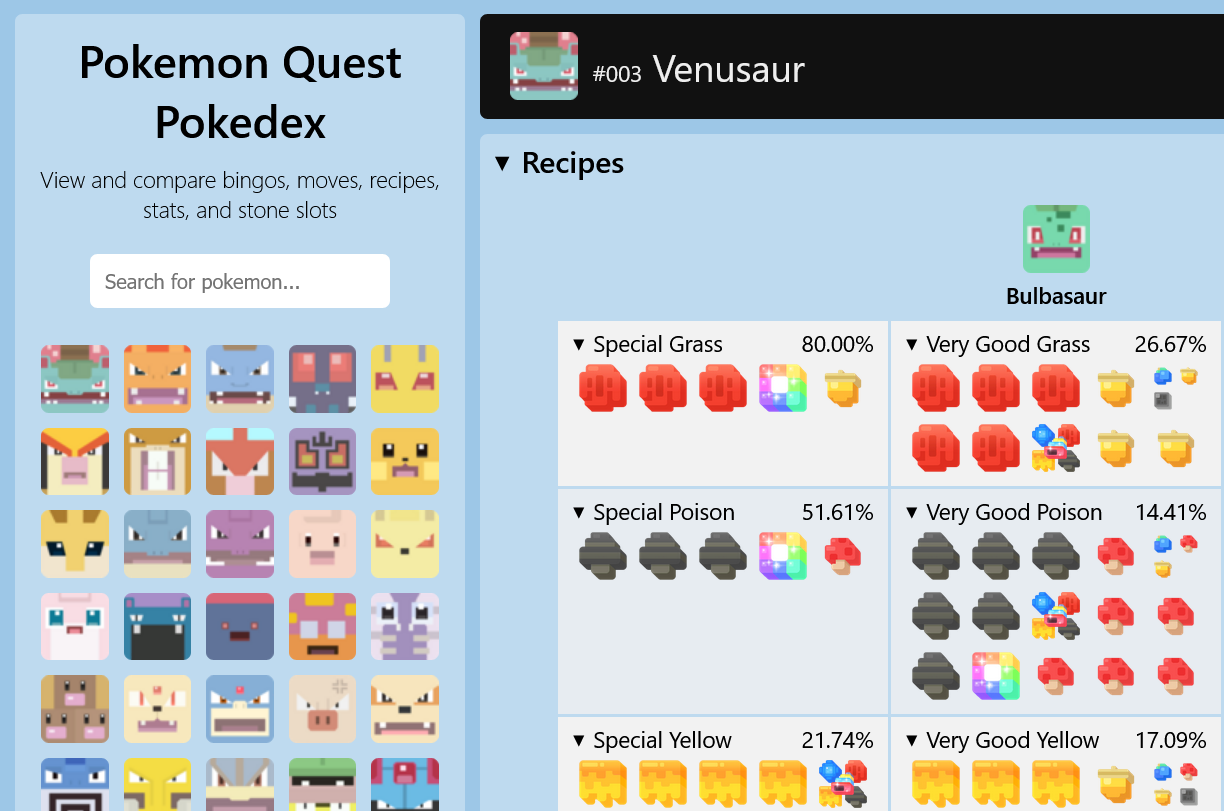 Pokemon Quest
Pokedex
View and compare bingos, moves, recipes,
stats, and stone slots
Search for pokemon...
#003 Venusaur
▼ Recipes
Bulbasaur
▼ Special Grass 80.00%
▼ Very Good Grass 26.67%
▼ Special Poison 51.61%
▼ Very Good Poison 14.41%
▼ Special Yellow 21.74%
▼ Very Good Yellow 17.09%